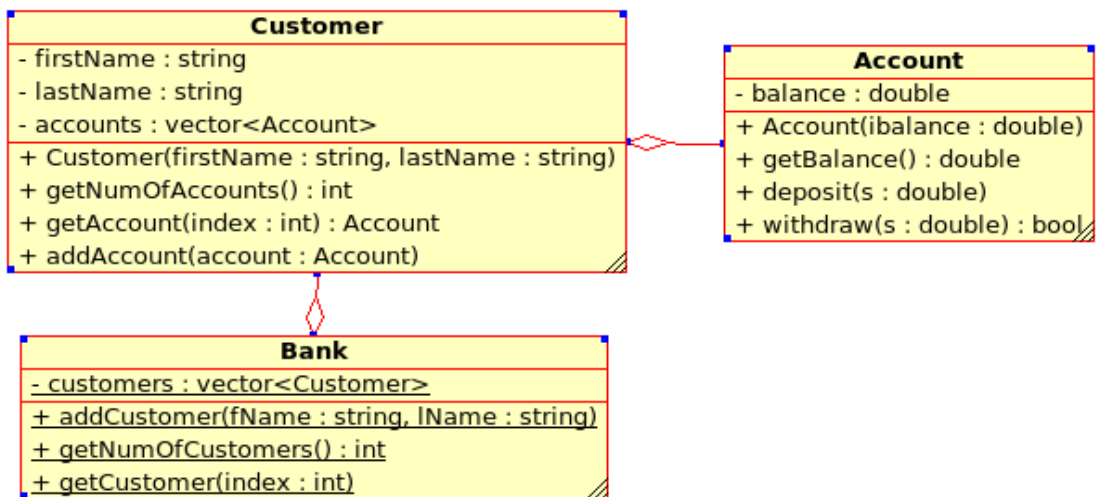 Customer
- firstName : string
- lastName : string
- accounts : vector<Account>
+ Customer(firstName : string, lastName : string)
+ getNumOfAccounts() : int
+ getAccount(index : int) : Account
+ addAccount(account : Account)
Account
- balance : double
+ Account(ibalance : double)
+ getBalance() : double
+ deposit(s : double)
+ withdraw(s : double) : bool
Bank
- customers : vector<Customer>
+ addCustomer(fName : string, lName : string)
+ getNumOfCustomers() : int
+ getCustomer(index : int)